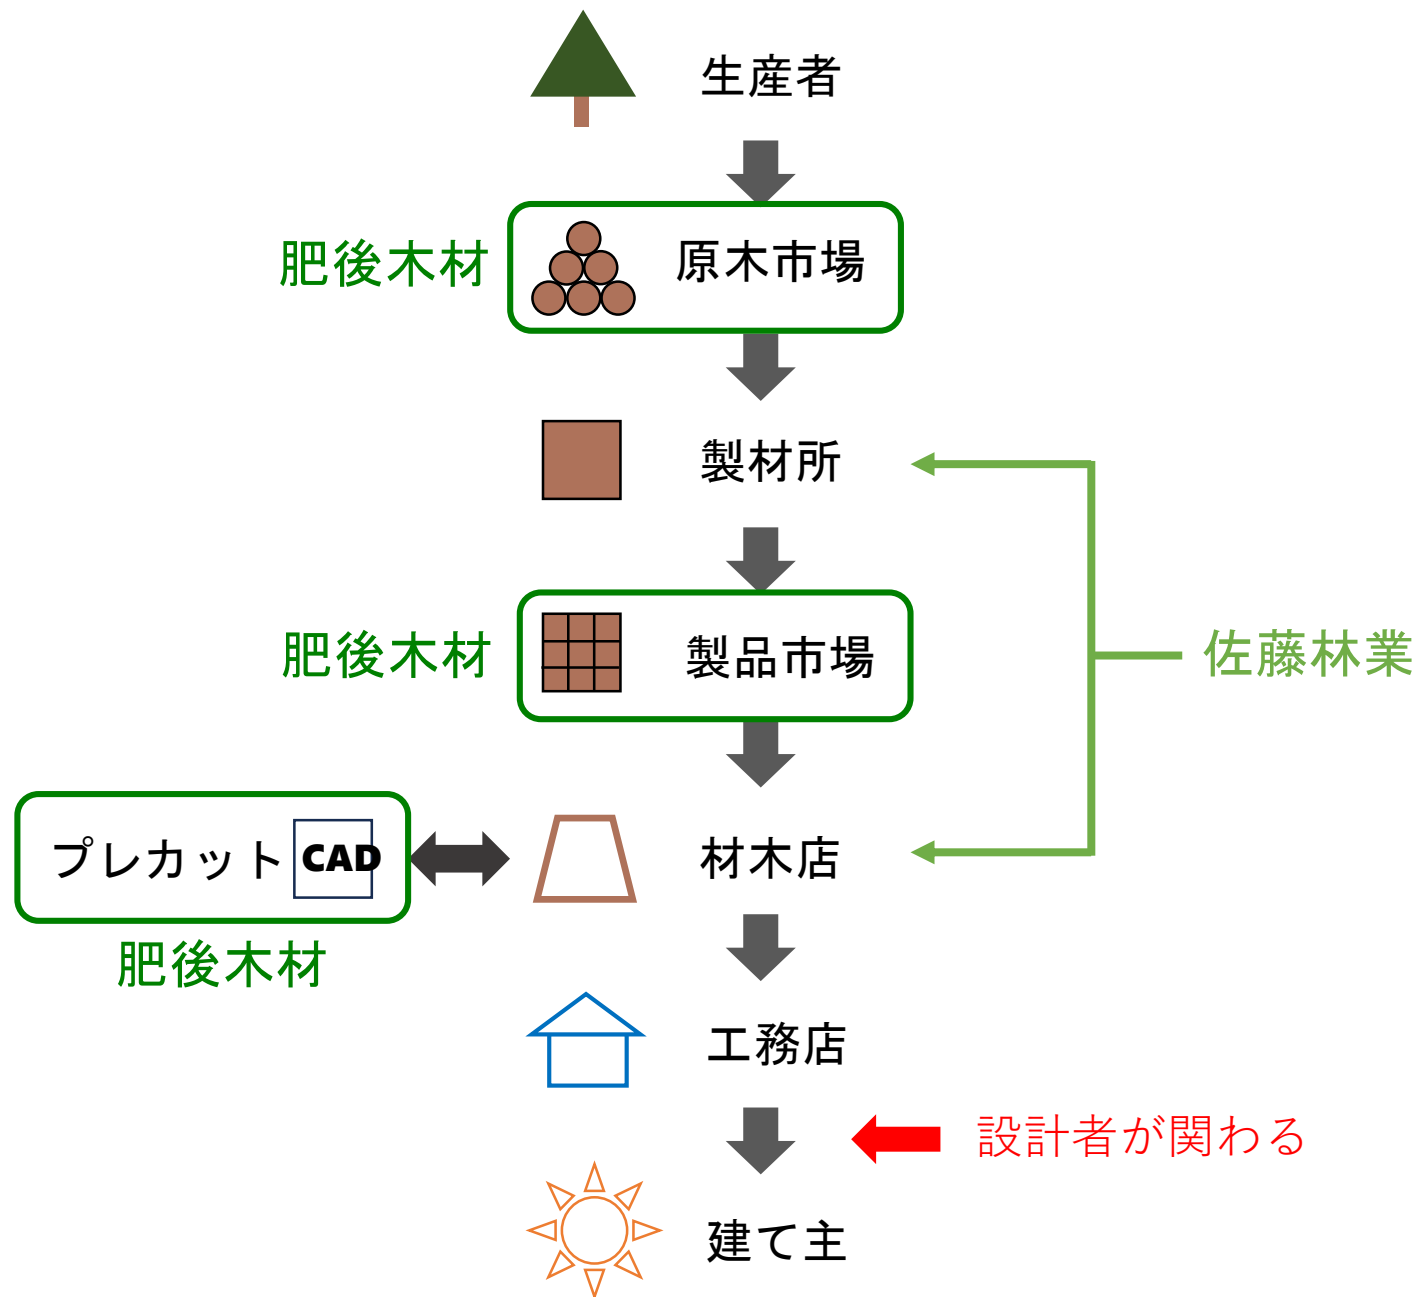 生産者
肥後木材
原木市場
製材所
肥後木材
製品市場
佐藤林業
プレカット
CAD
材木店
肥後木材
工務店
設計者が関わる
建て主